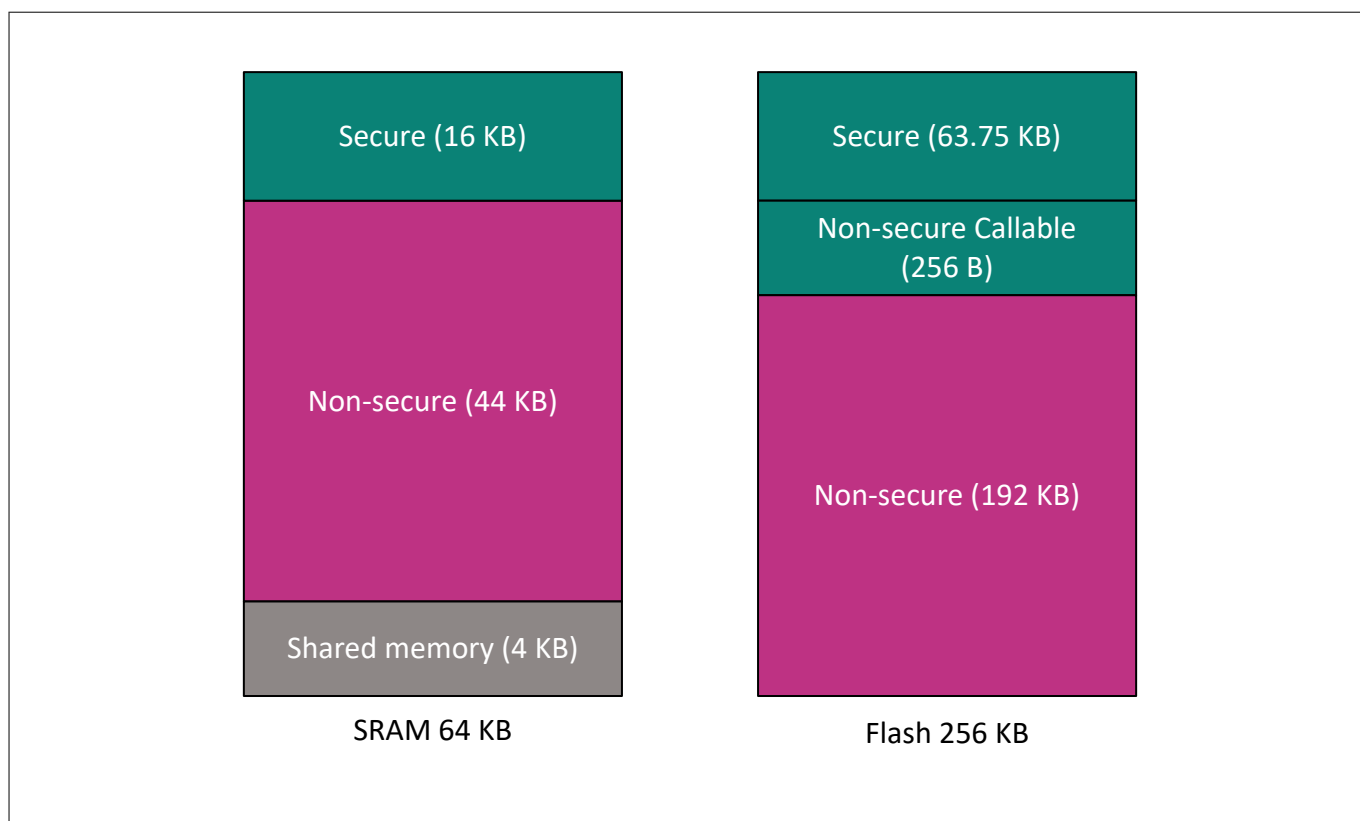 Secure (16 KB)
Non-secure (44 KB)
Shared memory (4 KB)
SRAM 64 KB
Secure (63.75 KB)
Non-secure Callable
(256 B)
Non-secure (192 KB)
Flash 256 KB